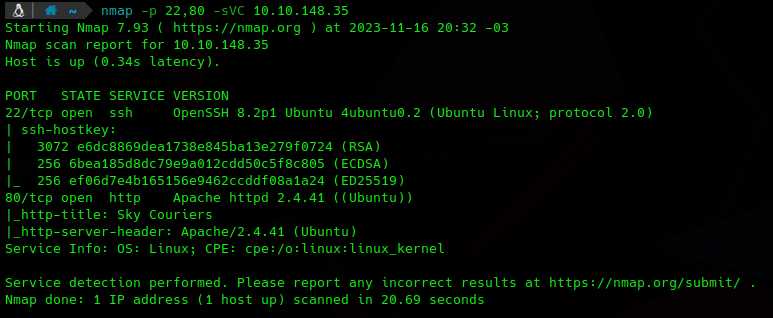 ~ nmap -p 22,80 -sVC 10.10.148.35
Starting Nmap 7.93 ( https://nmap.org ) at 2023-11-16 20:32 -03
Nmap scan report for 10.10.148.35
Host is up (0.34s latency).
PORT   STATE SERVICE VERSION
22/tcp open  ssh     OpenSSH 8.2p1 Ubuntu 4ubuntu0.2 (Ubuntu Linux; protocol 2.0)
| ssh-hostkey:
|   3072 e6dc8869dea1738e845ba13e279f0724 (RSA)
|   256 6bea185d8dc79e9a012cdd50c5f8c805 (ECDSA)
|_  256 ef06d7e4b165156e9462ccddf08a1a24 (ED25519)
80/tcp open  http    Apache httpd 2.4.41 ((Ubuntu))
|_http-title: Sky Couriers
|_http-server-header: Apache/2.4.41 (Ubuntu)
Service Info: OS: Linux; CPE: cpe:/o:linux:linux_kernel
Service detection performed. Please report any incorrect results at https://nmap.org/submit/ .
Nmap done: 1 IP address (1 host up) scanned in 20.69 seconds